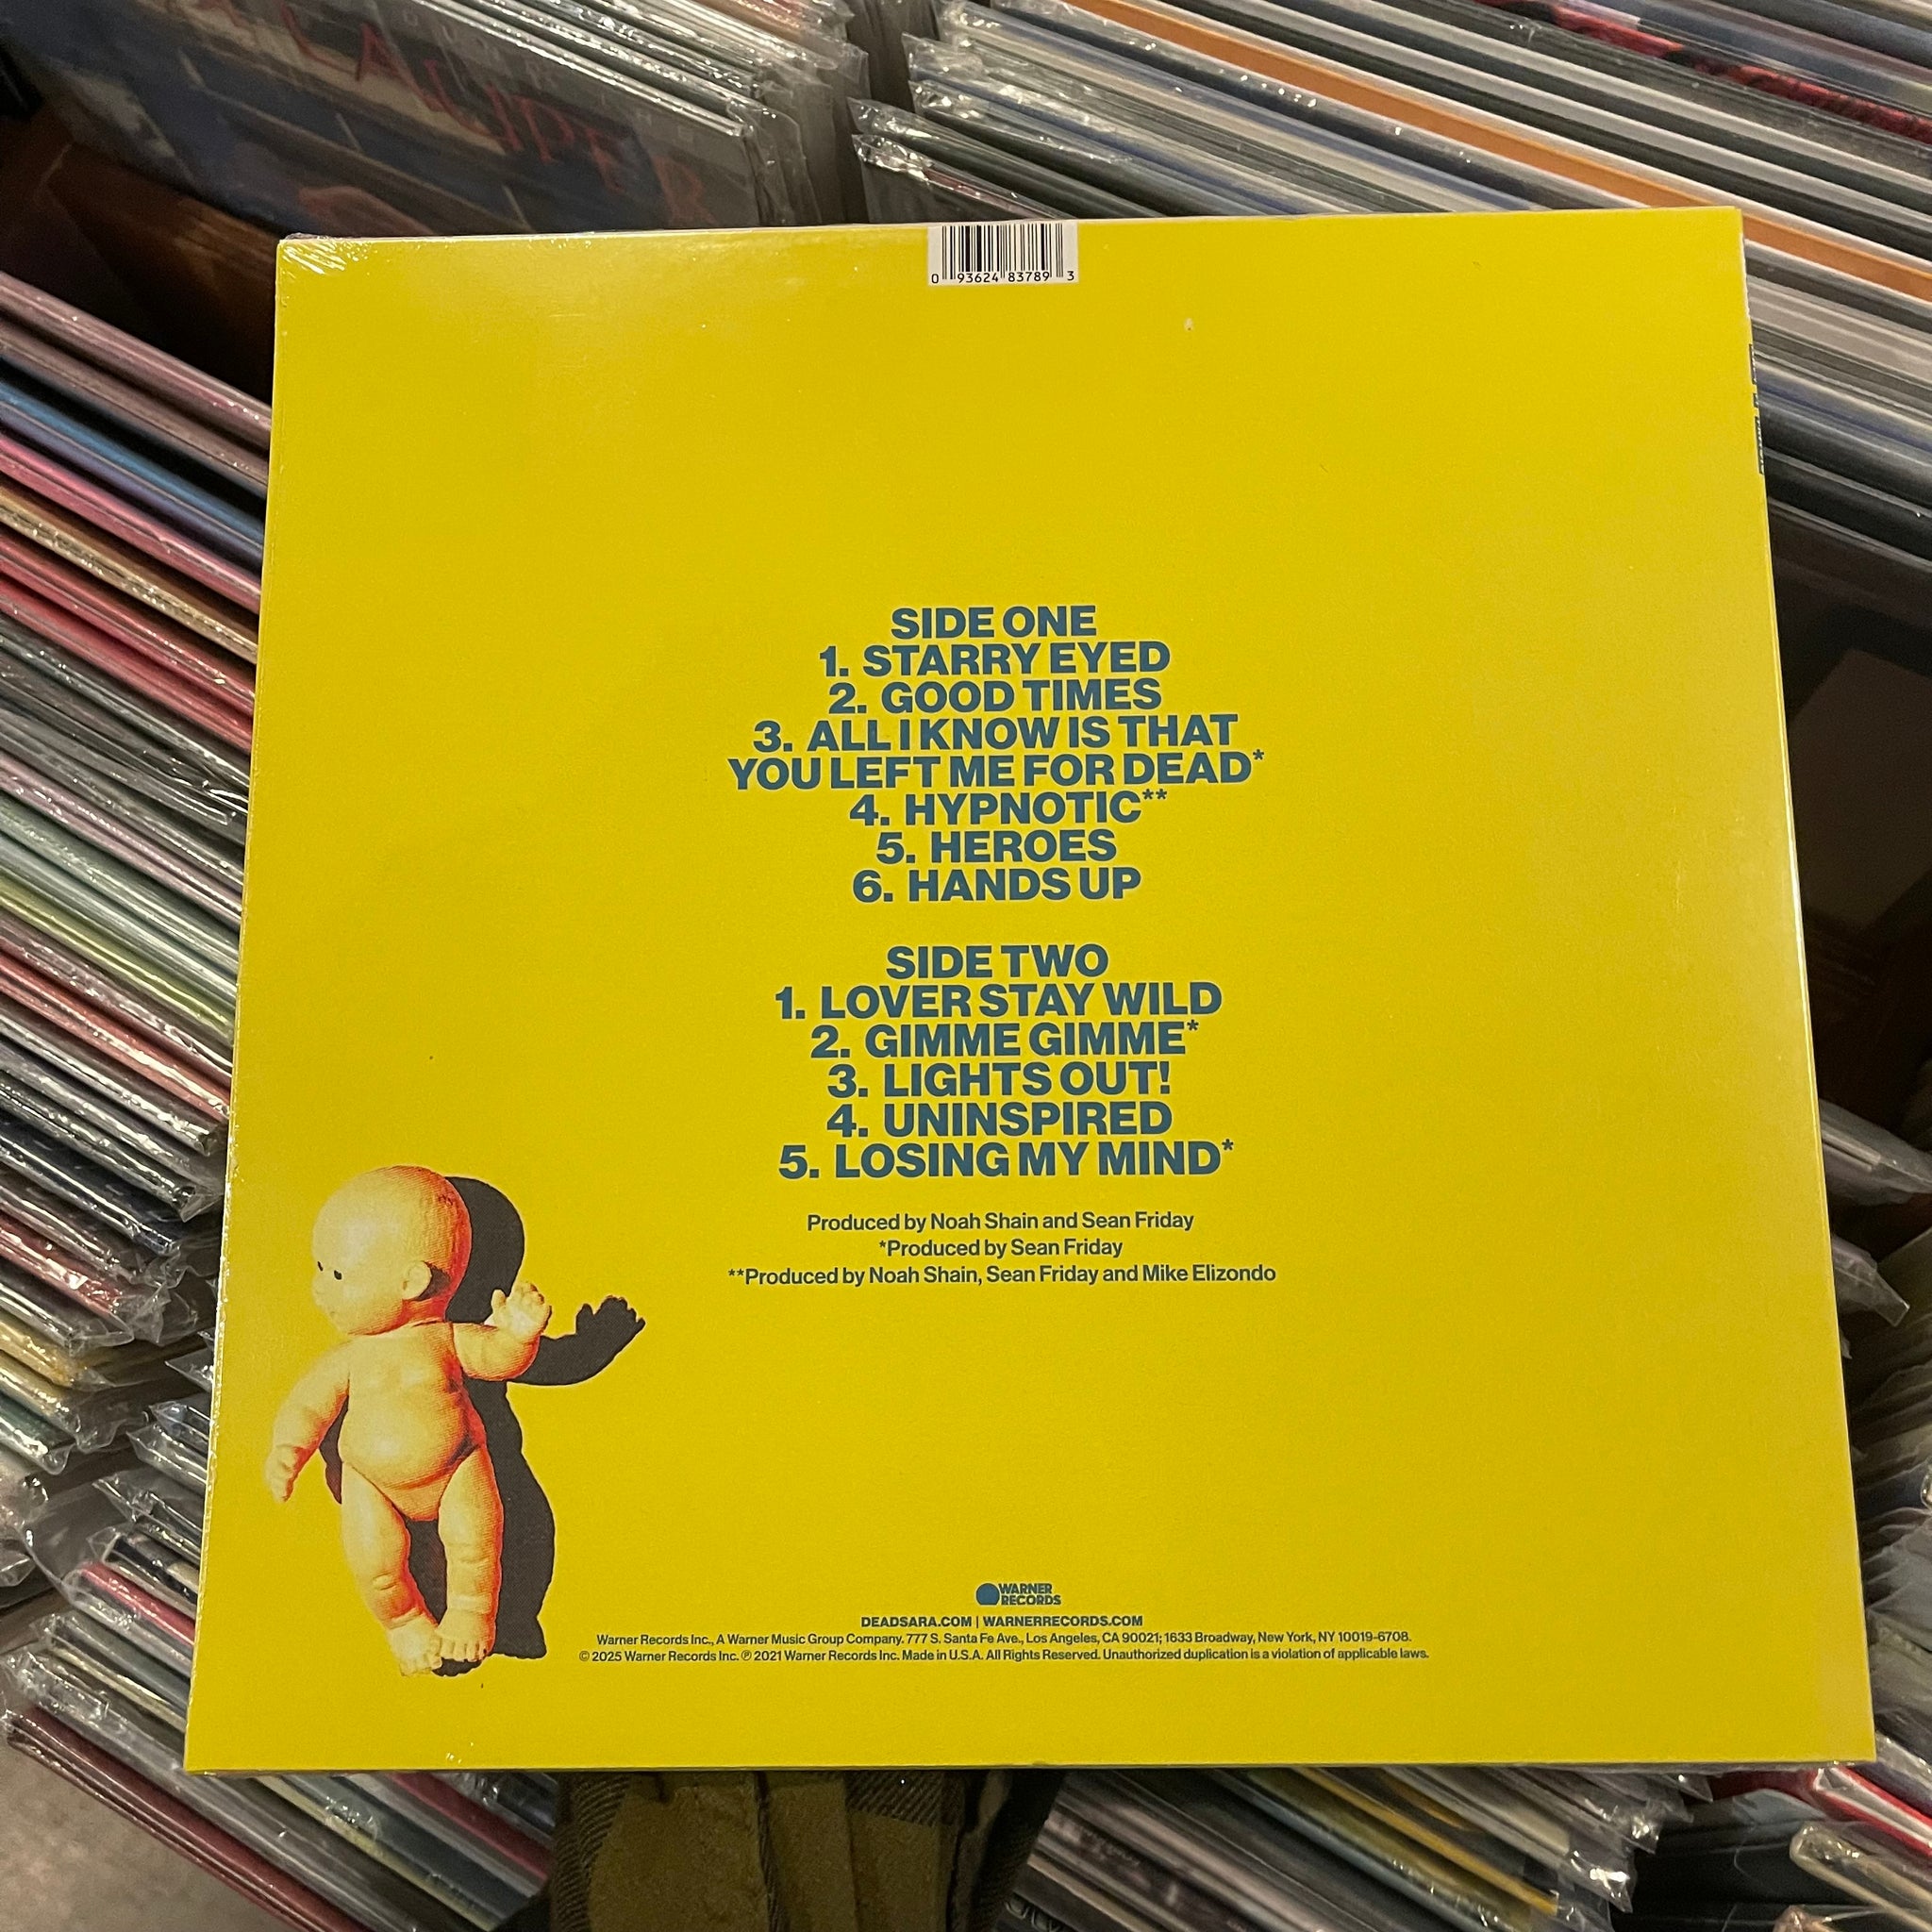 0 93624 83789 3
SIDE ONE
1. STARRY EYED
2. GOOD TIMES
3. ALL I KNOW IS THAT
YOU LEFT ME FOR DEAD*
4. HYPNOTIC**
5. HEROES
6. HANDS UP
SIDE TWO
1. LOVER STAY WILD
2. GIMME GIMME*
3. LIGHTS OUT!
4. UNINSPIRED
5. LOSING MY MIND*
Produced by Noah Shain and Sean Friday
*Produced by Sean Friday
**Produced by Noah Shain, Sean Friday and Mike Elizondo
WARNER
RECORDS
DEADSARA.COM | WARNERRECORDS.COM
Warner Records Inc., A Warner Music Group Company. 777 S. Santa Fe Ave., Los Angeles, CA 90021; 1633 Broadway, New York, NY 10019-6708.
© 2025 Warner Records Inc. ℗ 2021 Warner Records Inc. Made in U.S.A. All Rights Reserved. Unauthorized duplication is a violation of applicable laws.